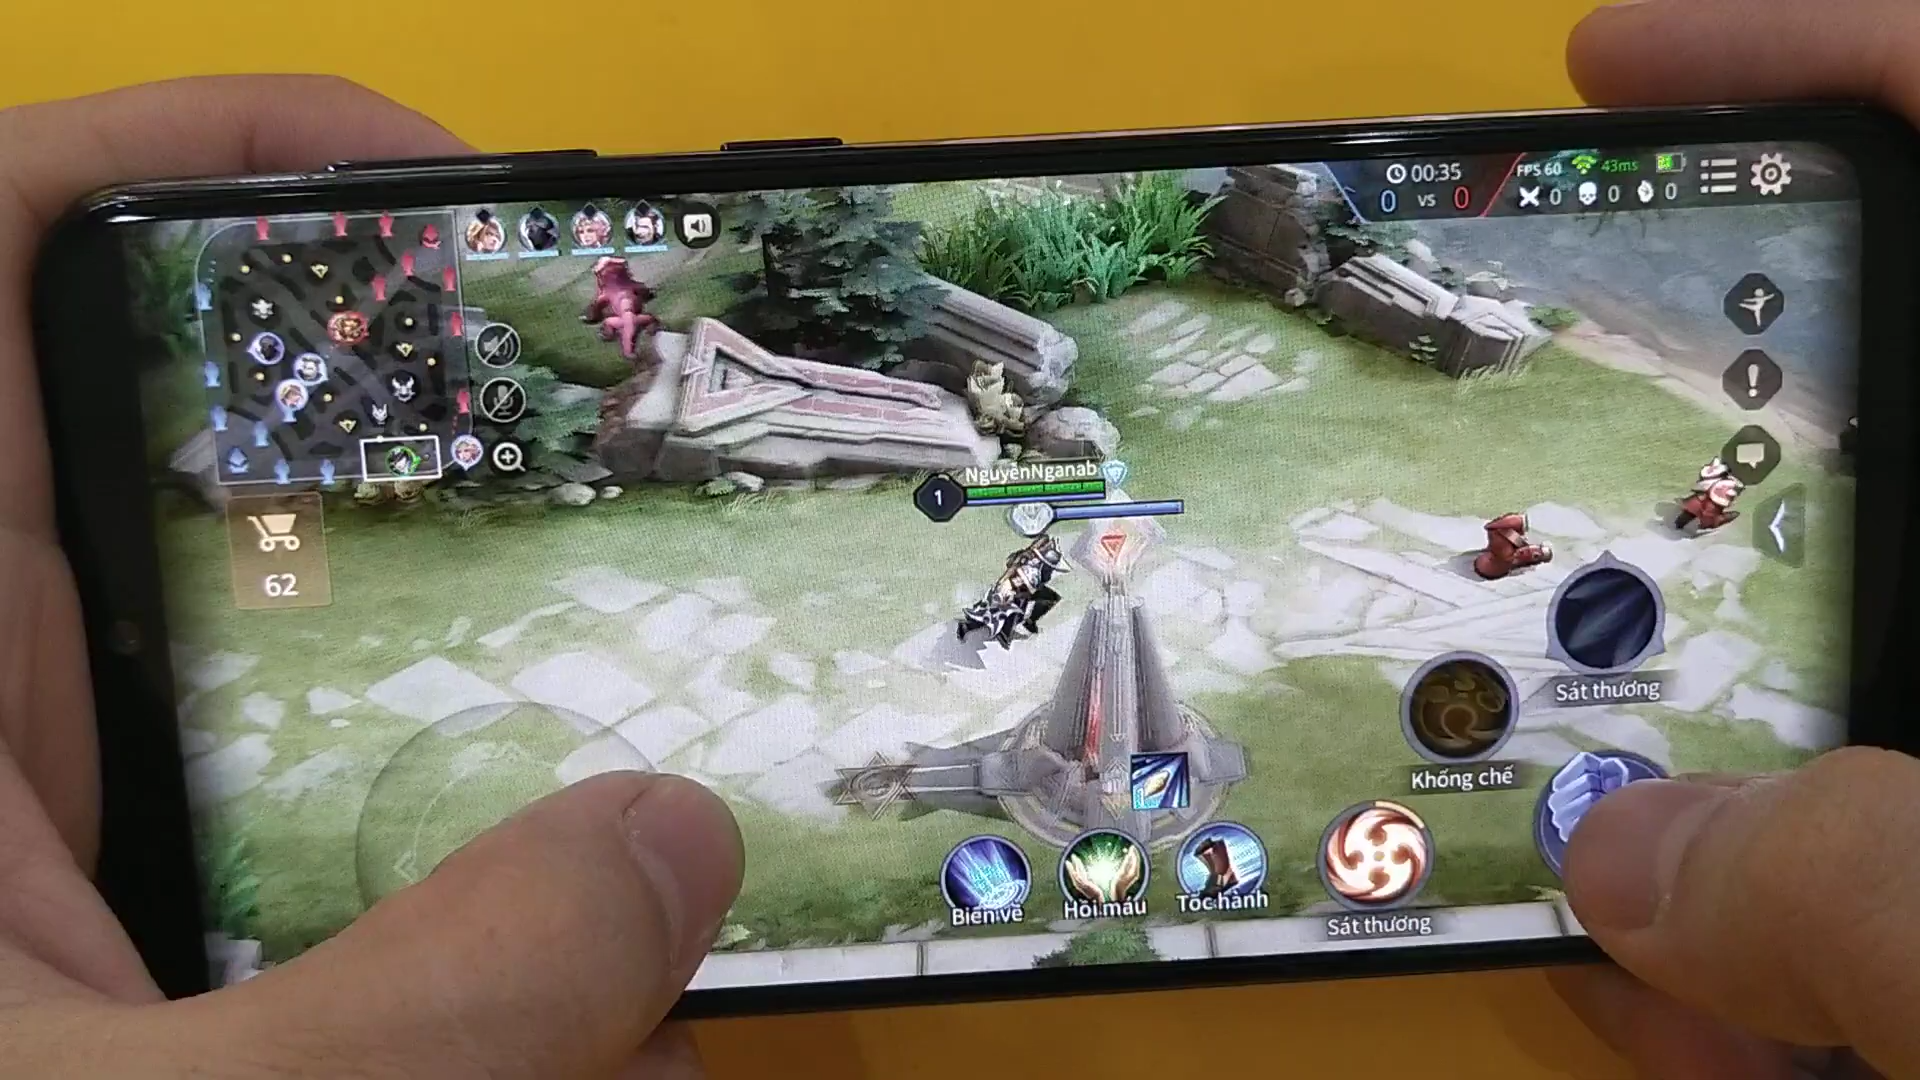 00:35
0 vs 0
FPS 60
43ms
0 0 0
NguyễnNganab
1
62
Sát thương
Khống chế
Biến về
Hồi máu
Tốc hành
Sát thương